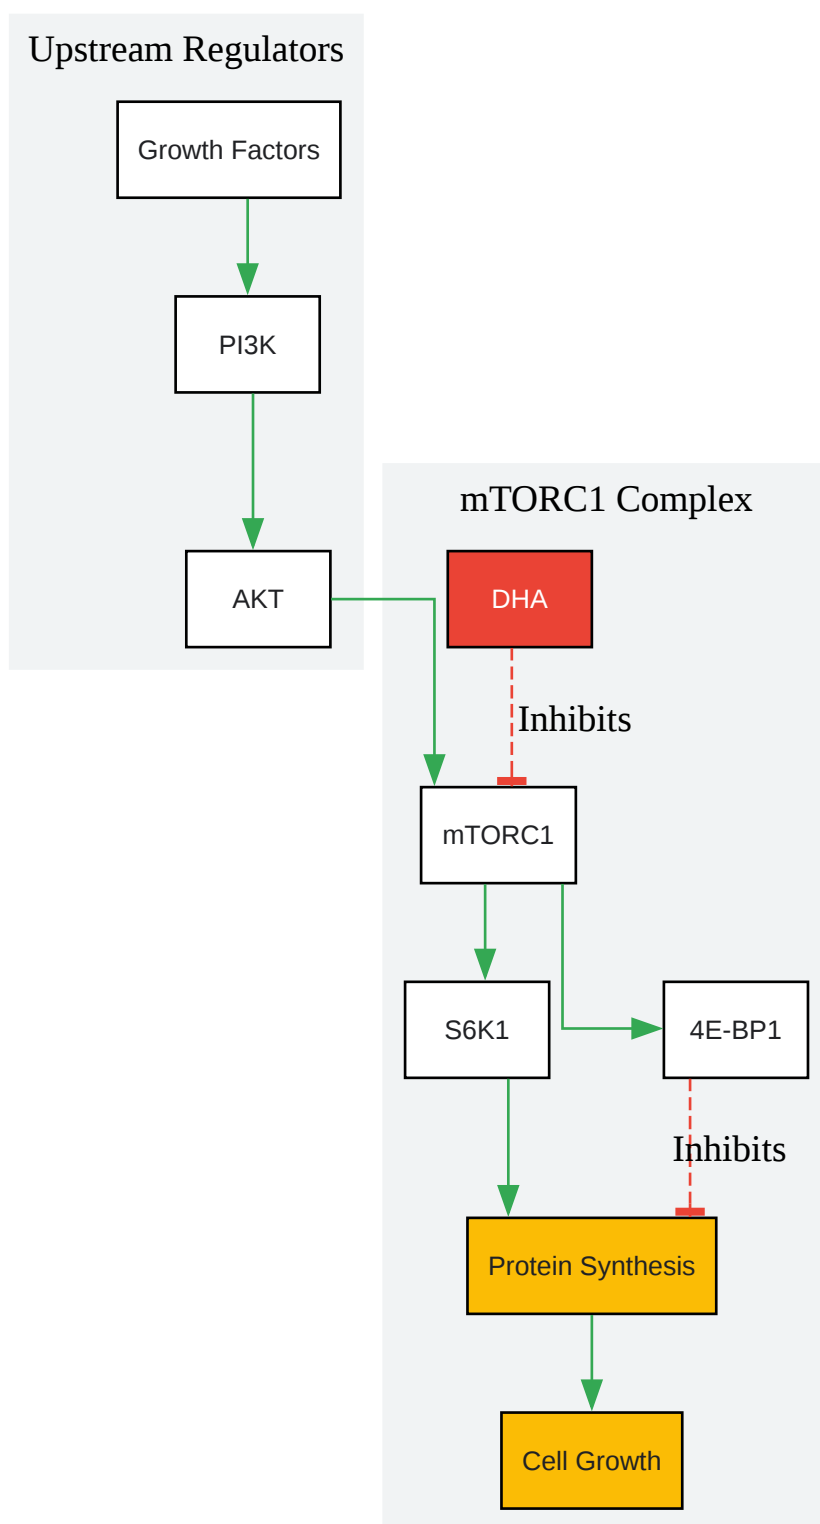 Upstream Regulators
Growth Factors
PI3K
AKT
mTORC1 Complex
DHA
Inhibits
mTORC1
S6K1
4E-BP1
Inhibits
Protein Synthesis
Cell Growth